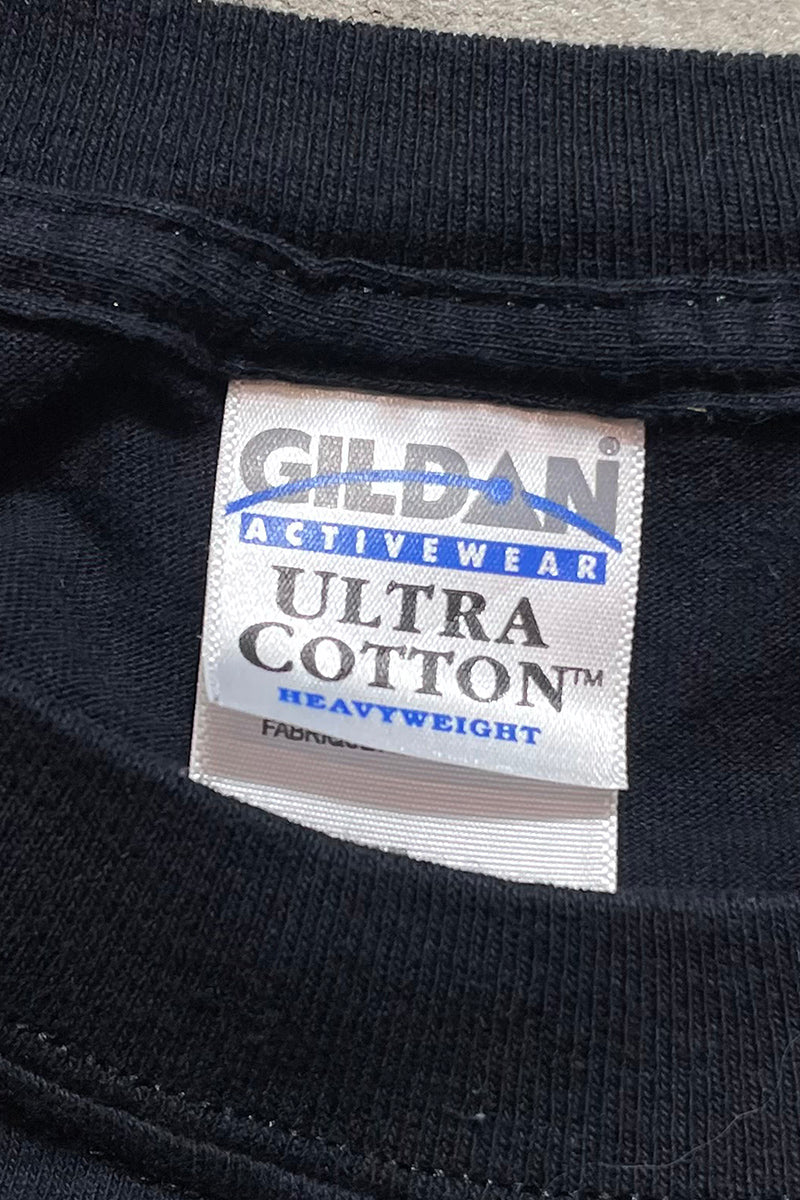 GILDAN®
ACTIVEWEAR
ULTRA
COTTON™
HEAVYWEIGHT